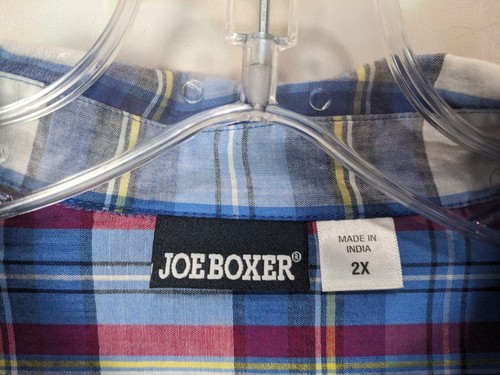 JOE BOXER®
MADE IN
INDIA
2X